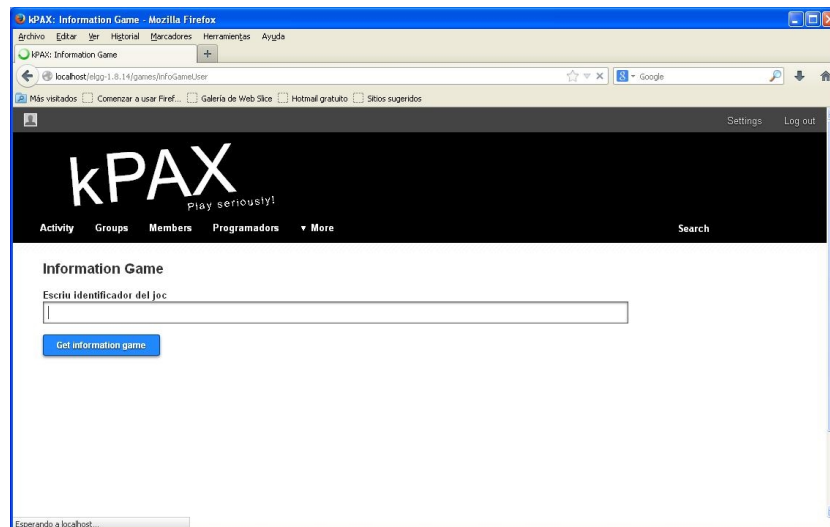 kPAX: Information Game - Mozilla Firefox
Archivo Editar Ver Historial Marcadores Herramientas Ayuda
kPAX: Information Game +
localhost/elgg-1.8.14/games/infoGameUser Google
Más visitados Comenzar a usar Firef... Galería de Web Slice Hotmail gratuito Sitios sugeridos
Settings Log out
kPAX
Play seriously!
Activity Groups Members Programadors ▾ More Search
Information Game
Escriu identificador del joc
Get information game
Esperando a localhost...